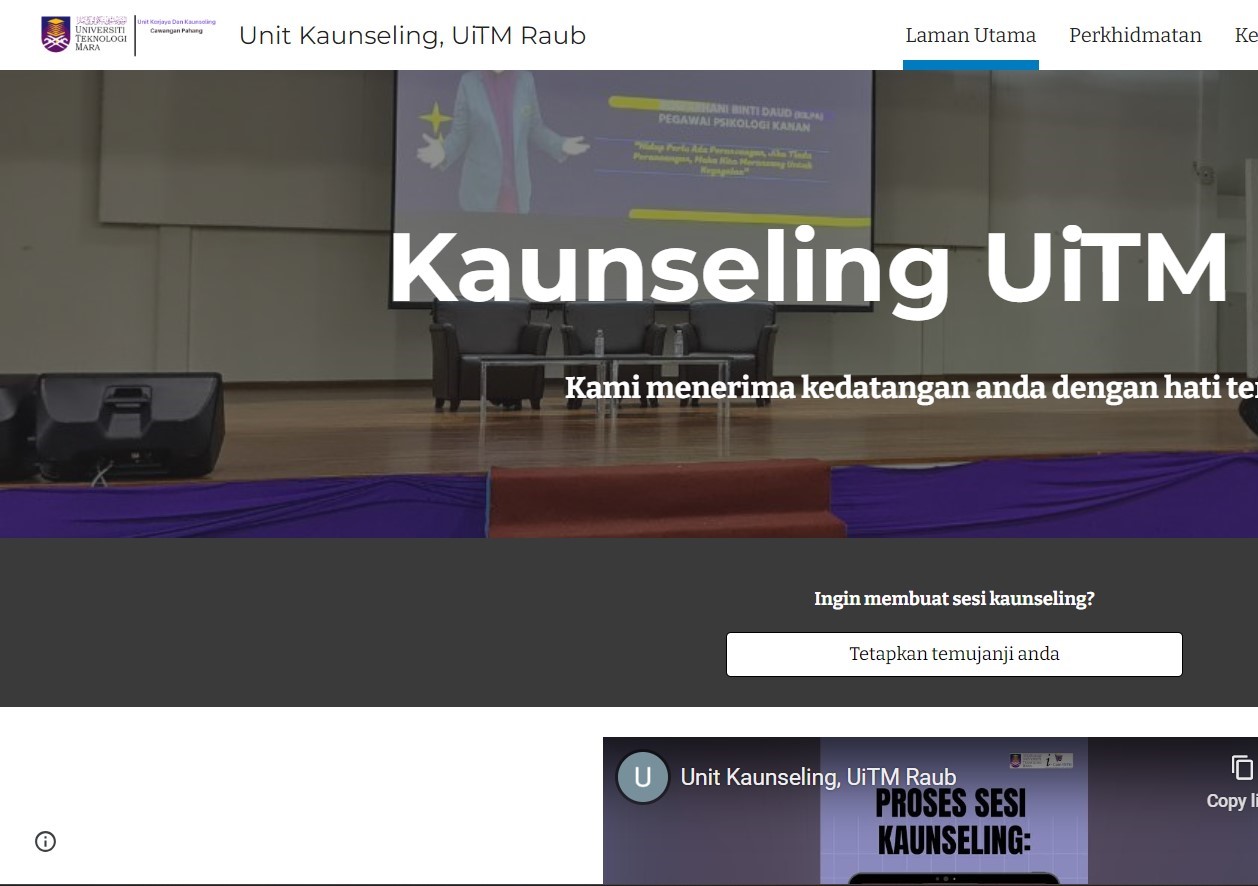 UNIVERSITI
TEKNOLOGI
MARA
Unit Kerjaya Dan Kaunseling
Cawangan Pahang
Unit Kaunseling, UiTM Raub
Laman Utama
Perkhidmatan
Ke
HANI BINTI DAUD (KB.PA)
PEGAWAI PSIKOLOGI KANAN
"Hidup Perlu Ada Perancangan, Jika Tiada
Perancangan, Maka Kita Merancang Untuk
Kegagalan"
Kaunseling UiTM
Kami menerima kedatangan anda dengan hati ter
Ingin membuat sesi kaunseling?
Tetapkan temujanji anda
U
Unit Kaunseling, UiTM Raub
Copy li
PROSES SESI
KAUNSELING: